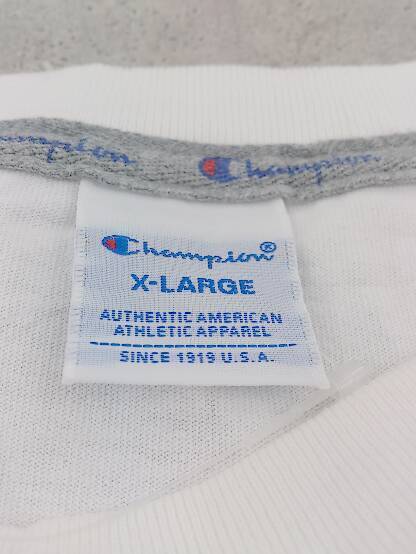 Champion
Champion
Champion®
X-LARGE
AUTHENTIC AMERICAN
ATHLETIC APPAREL
SINCE 1919 U.S.A.